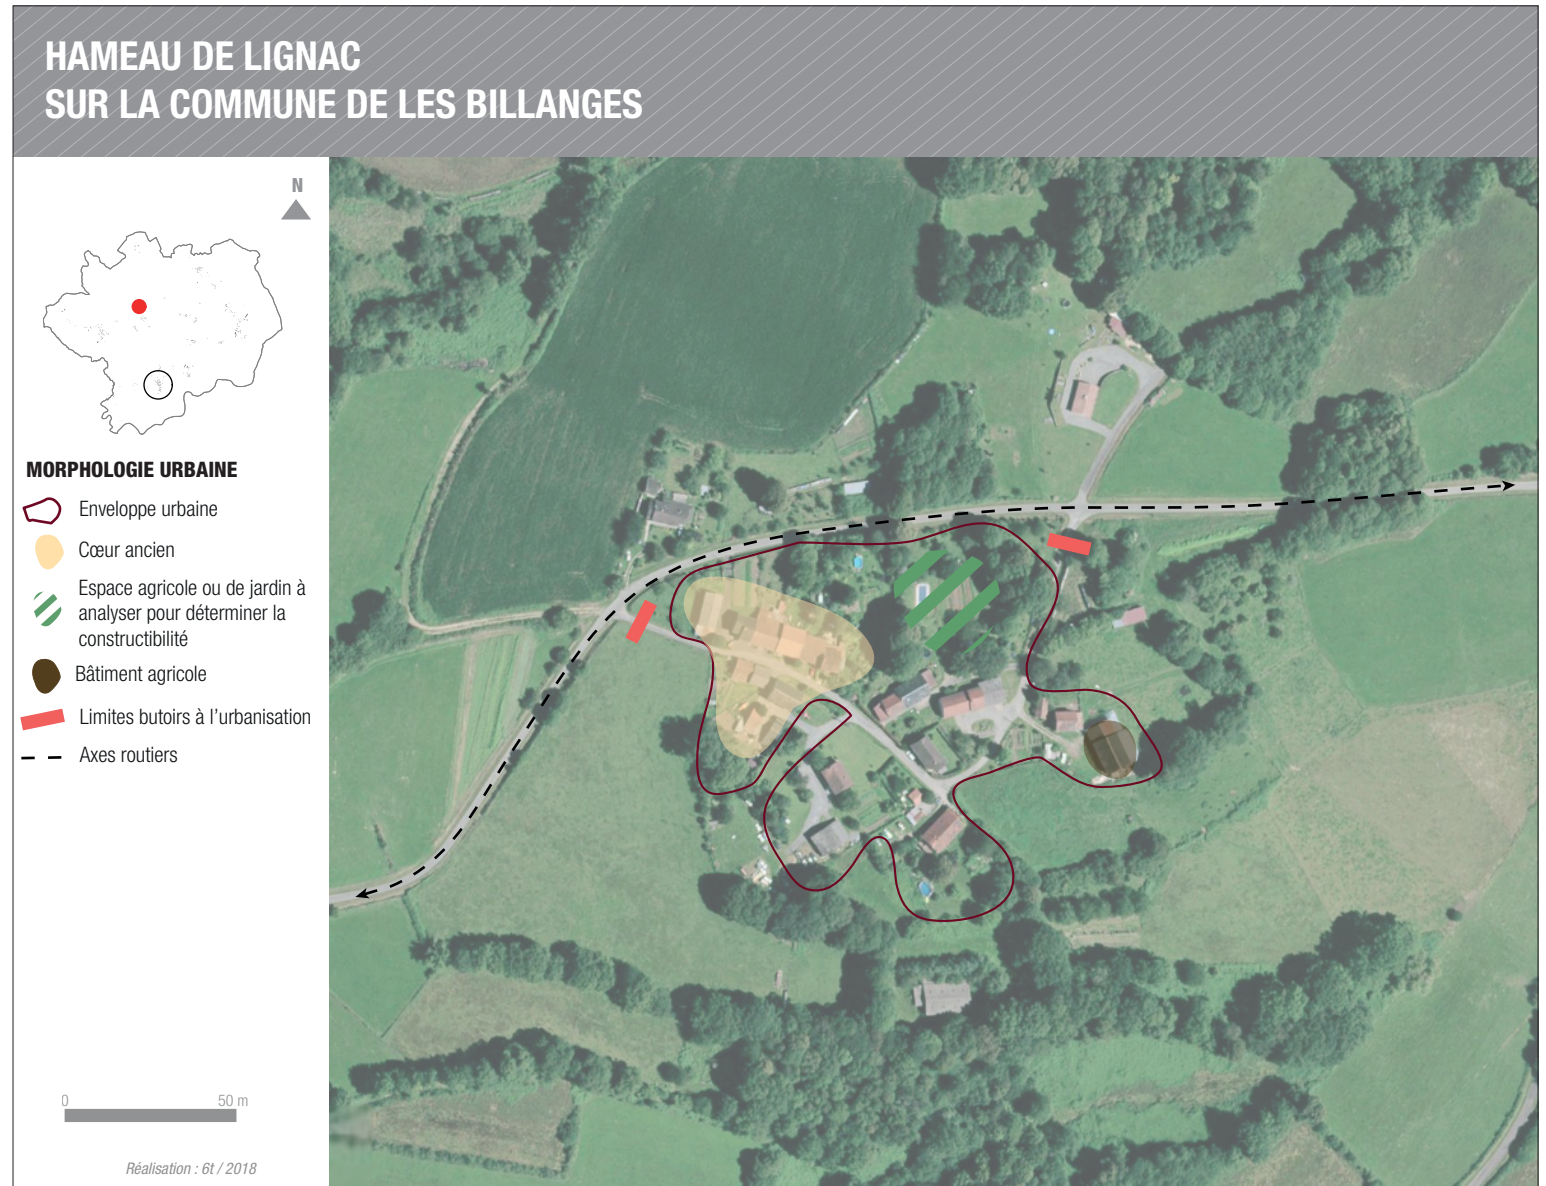 HAMEAU DE LIGNAC
SUR LA COMMUNE DE LES BILLANGES
N
MORPHOLOGIE URBAINE
Enveloppe urbaine
Cœur ancien
Espace agricole ou de jardin à
analyser pour déterminer la
constructibilité
Bâtiment agricole
Limites butoirs à l’urbanisation
Axes routiers
0 50 m
Réalisation : 6t / 2018